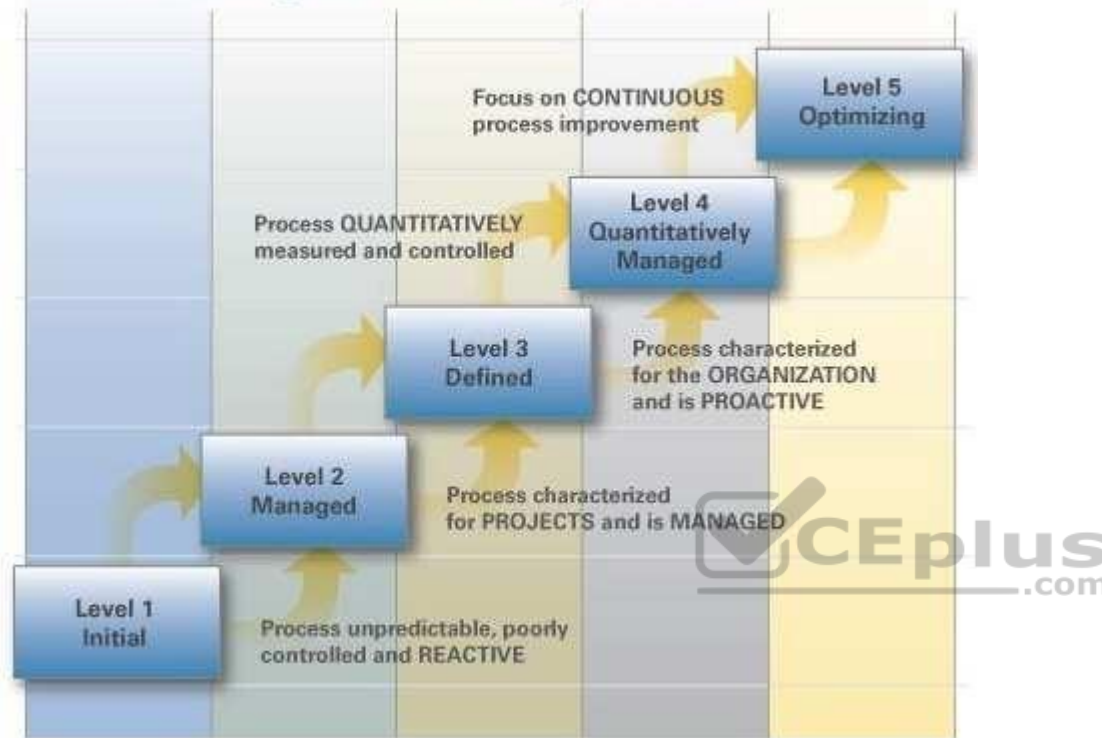 Focus on CONTINUOUS
process improvement
Level 5
Optimizing
Process QUANTITATIVELY
measured and controlled
Level 4
Quantitatively
Managed
Level 3
Defined
Process characterized
for the ORGANIZATION
and is PROACTIVE
Level 2
Managed
Process characterized
for PROJECTS and is MANAGED
Level 1
Initial
Process unpredictable, poorly
controlled and REACTIVE
CEplus
.com